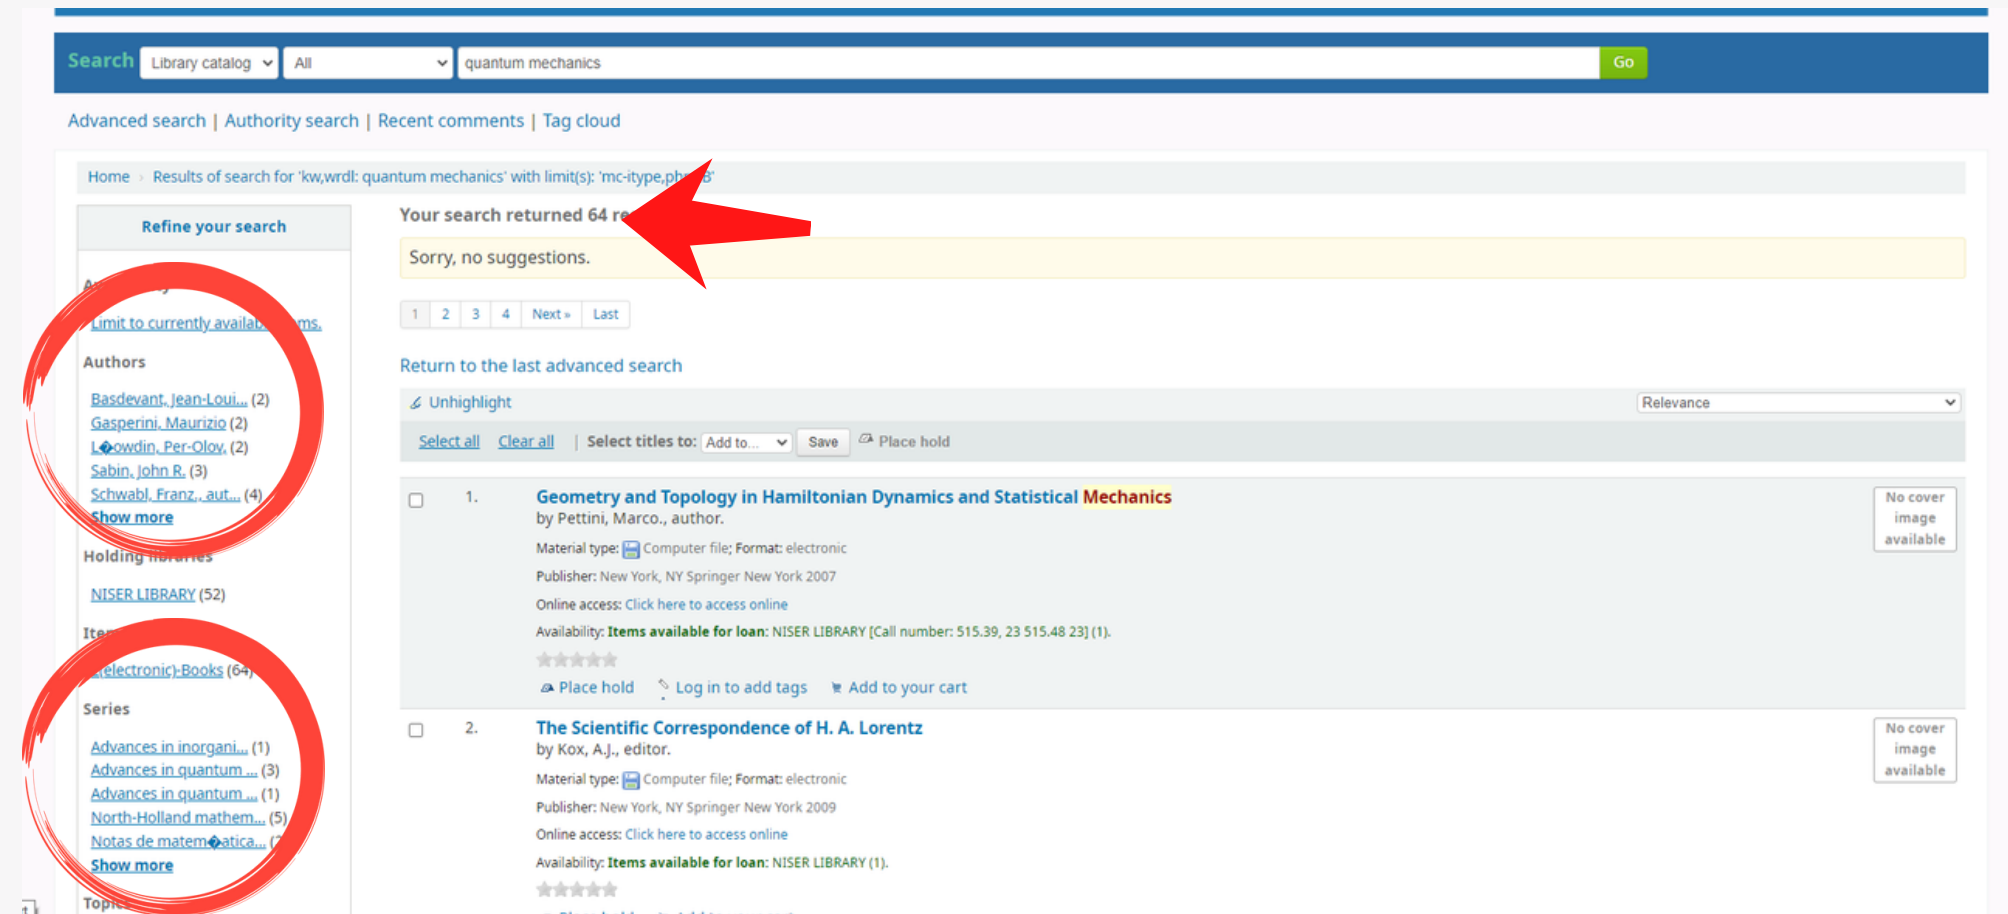 Search Library catalog All quantum mechanics Go
Advanced search | Authority search | Recent comments | Tag cloud
Home › Results of search for 'kw,wrdl: quantum mechanics' with limit(s): 'mc-itype,
Refine your search
Limit to currently
Authors
Basdevant, Jean-Loui... (2)
Gasperini, Maurizio (2)
L�owdin, Per-Olov, (2)
Sabin, John R. (3)
Schwabl, Franz., aut... (4)
Show more
Holding libraries
NISER LIBRARY (52)
(electronic)-Books (64)
Series
Advances in inorgani... (1)
Advances in quantum ... (3)
Advances in quantum ... (1)
North-Holland mathem... (5)
Notas de matem�atica...
Show more
Your search returned 64
Sorry, no suggestions.
1 2 3 4 Next » Last
Return to the last advanced search
Unhighlight
Relevance
Select all Clear all | Select titles to: Add to... Save Place hold
1. Geometry and Topology in Hamiltonian Dynamics and Statistical Mechanics
by Pettini, Marco., author.
Material type: Computer file; Format: electronic
Publisher: New York, NY Springer New York 2007
Online access: Click here to access online
Availability: Items available for loan: NISER LIBRARY [Call number: 515.39, 23 515.48 23] (1).
Place hold Log in to add tags Add to your cart
No cover
image
available
2. The Scientific Correspondence of H. A. Lorentz
by Kox, A.J., editor.
Material type: Computer file; Format: electronic
Publisher: New York, NY Springer New York 2009
Online access: Click here to access online
Availability: Items available for loan: NISER LIBRARY (1).
No cover
image
available